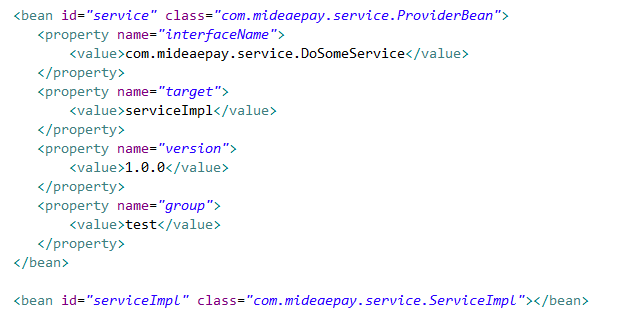 <bean id="service" class="com.mideaepay.service.ProviderBean">
<property name="interfaceName">
<value>com.mideaepay.service.DoSomeService</value>
</property>
<property name="target">
<value>serviceImpl</value>
</property>
<property name="version">
<value>1.0.0</value>
</property>
<property name="group">
<value>test</value>
</property>
</bean>
<bean id="serviceImpl" class="com.mideaepay.service.ServiceImpl"></bean>